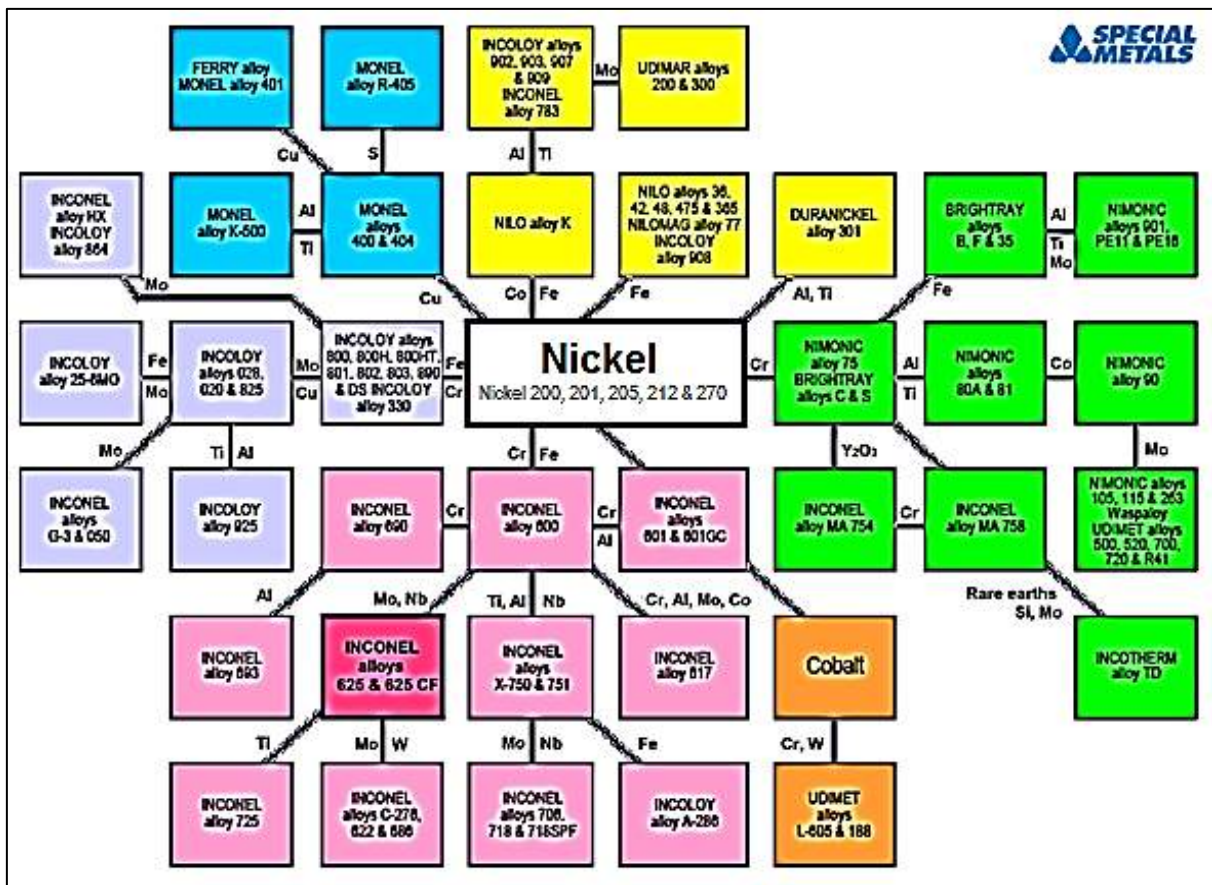 SPECIAL
METALS
FERRY alloy
MONEL alloy 401
MONEL
alloy R-405
INCOLOY alloys
902, 903, 907
& 909
INCONEL
alloy 783
Mo
UDIMAR alloys
200 & 300
Cu
S
Al
Ti
INCONEL
alloy HX
INCOLOY
alloy 864
MONEL
alloy K-500
Al
Ti
MONEL
alloys
400 & 404
NILO alloy K
NILO alloys 36,
42, 48, 475 & 365
NILOMAG alloy 77
INCOLOY
alloy 908
DURANICKEL
alloy 301
BRIGHTRAY
alloys
B, F & 35
Al
Ti
Mo
NIMONIC
alloys 901,
PE11 & PE16
Mo
Cu
Co
Fe
Fe
Al, Ti
Fe
INCOLOY
alloy 25-6MO
Fe
Mo
INCOLOY
alloys 028,
020 & 825
Mo
Cu
INCOLOY alloys
800, 800H, 800HT,
801, 802, 803, 890
& DS INCOLOY
alloy 330
Fe
Cr
Nickel
Nickel 200, 201, 205, 212 & 270
Cr
NIMONIC
alloy 75
BRIGHTRAY
alloys C & S
Al
Ti
NIMONIC
alloys
80A & 81
Co
NIMONIC
alloy 90
Mo
Ti
Al
Cr
Fe
Y₂O₃
Mo
INCONEL
alloys
G-3 & 050
INCOLOY
alloy 925
INCONEL
alloy 690
Cr
INCONEL
alloy 600
Cr
Al
INCONEL
alloys
601 & 601GC
INCONEL
alloy MA 754
Cr
INCONEL
alloy MA 758
NIMONIC alloys
105, 115 & 263
Waspaloy
UDIMET alloys
500, 520, 700,
720 & R41
Al
Mo, Nb
Ti, Al
Nb
Cr, Al, Mo, Co
Rare earths
Si, Mo
INCONEL
alloy 693
INCONEL
alloys
625 & 625 CF
INCONEL
alloys
X-750 & 751
INCONEL
alloy 617
Cobalt
INCOTHERM
alloy TD
Ti
Mo
W
Mo
Nb
Fe
Cr, W
INCONEL
alloy 725
INCONEL
alloys C-276,
622 & 686
INCONEL
alloys 706,
718 & 718SPF
INCOLOY
alloy A-286
UDIMET
alloys
L-605 & 188